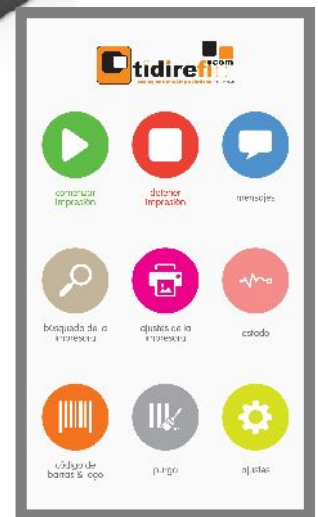 tidirefil.com
comenzar
impresión
detener
impresión
mensajes
búsqueda de la
impresora
ajustes de la
impresora
estado
código de
barras & logo
purga
ajustes